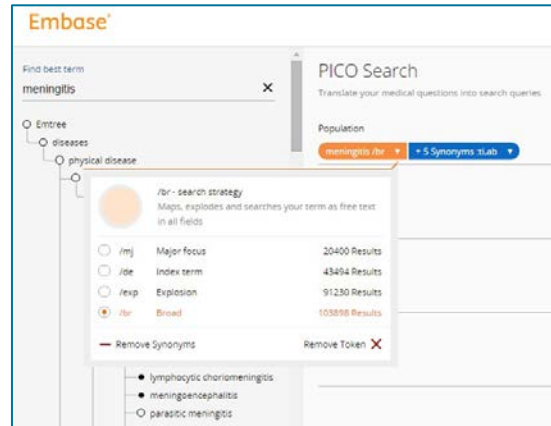 Embase®
Find best term
meningitis
Emtree
diseases
physical disease
PICO Search
Translate your medical questions into search queries
Population
meningitis /br + 5 Synonyms :ti,ab
/br - search strategy
Maps, explodes and searches your term as free text
in all fields
/mj Major focus 20400 Results
/de Index term 43494 Results
/exp Explosion 91230 Results
/br Broad 103898 Results
Remove Synonyms Remove Token
lymphocytic choriomeningitis
meningoencephalitis
parasitic meningitis